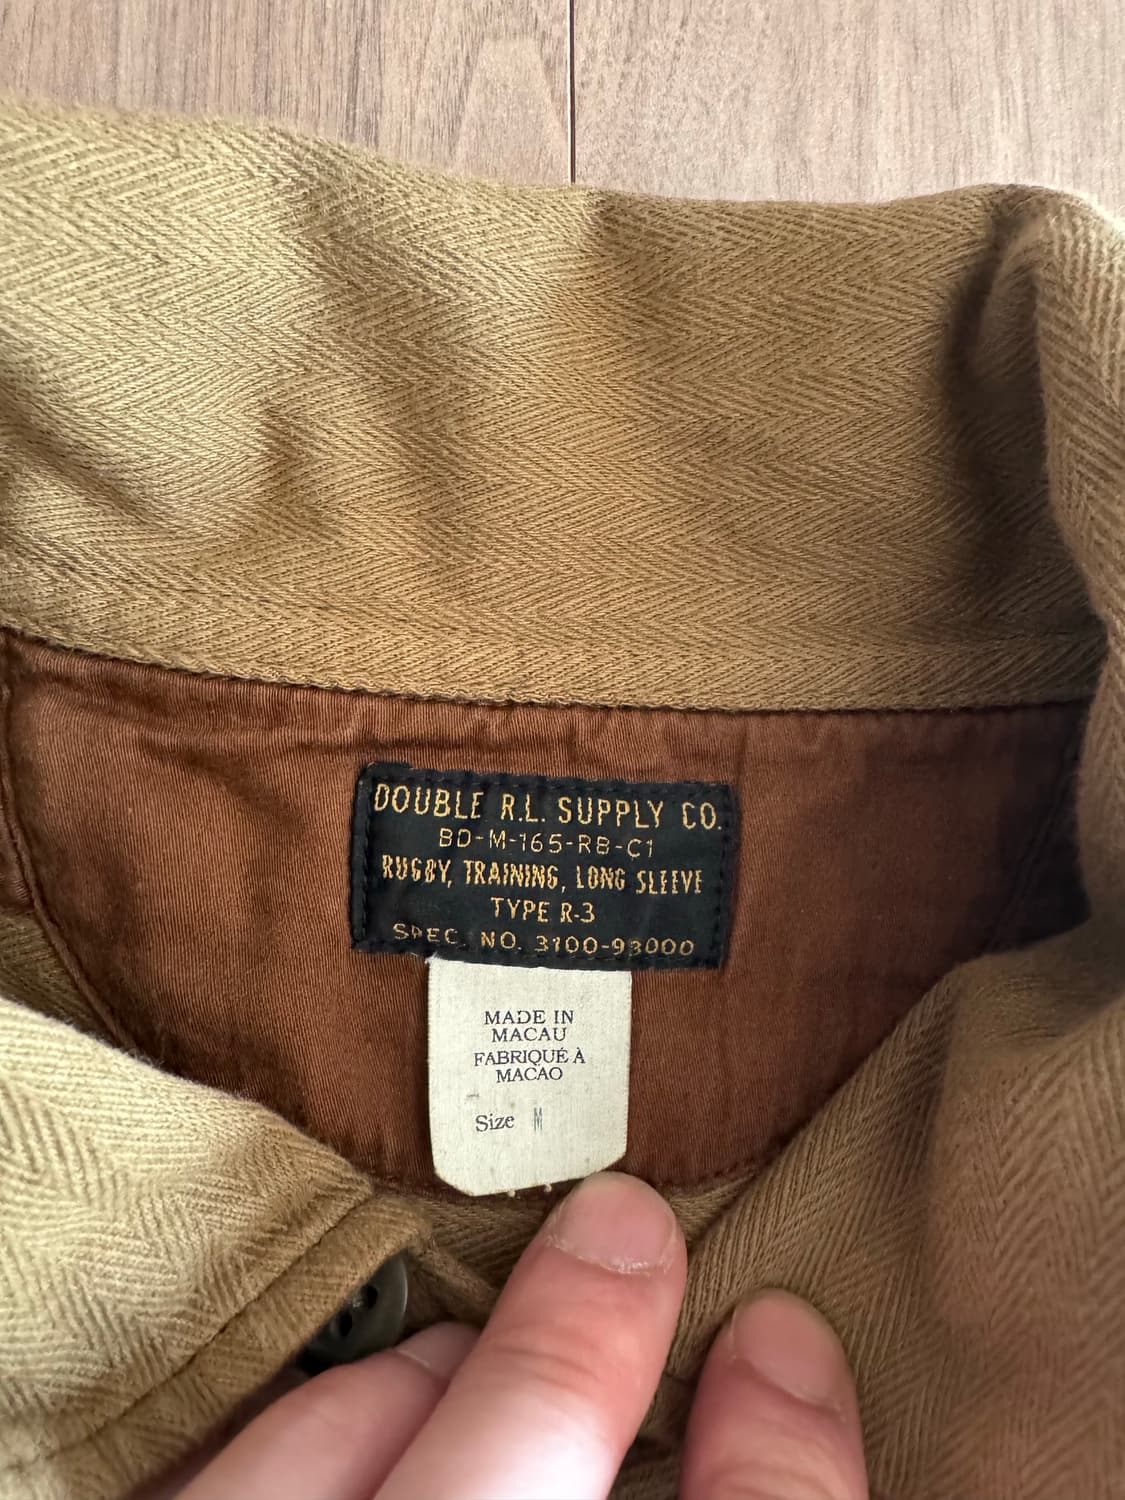 DOUBLE R.L. SUPPLY CO.
BD-M-165-RB-C1
RUGBY, TRAINING, LONG SLEEVE
TYPE R-3
SPEC. NO. 3100-93000
MADE IN
MACAU
FABRIQUÉ À
MACAO
Size M